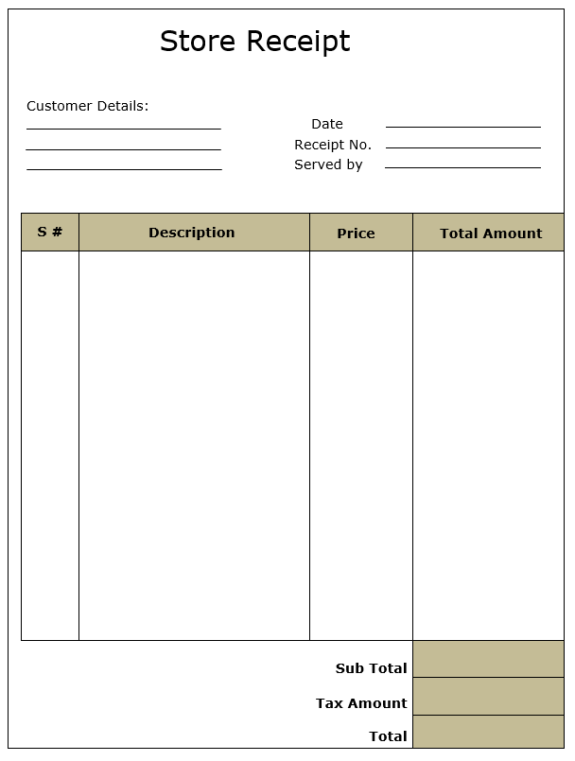 Store Receipt
Customer Details:
Date
Receipt No.
Served by
S # Description Price Total Amount
Sub Total
Tax Amount
Total